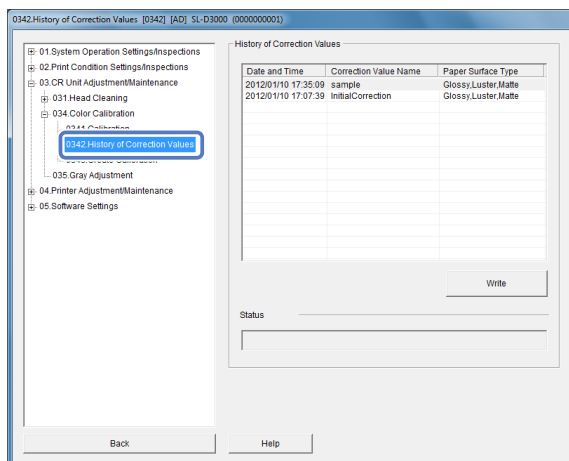 0342.History of Correction Values  [0342]  [AD]  SL-D3000  (0000000001)
01.System Operation Settings/Inspections
02.Print Condition Settings/Inspections
03.CR Unit Adjustment/Maintenance
031.Head Cleaning
034.Color Calibration
0341.Calibration
0342.History of Correction Values
035.Gray Adjustment
04.Printer Adjustment/Maintenance
05.Software Settings
Back
History of Correction Values
Date and Time Correction Value Name Paper Surface Type
2012/01/10 17:35:09 sample Glossy,Luster,Matte
2012/01/10 17:07:39 InitialCorrection Glossy,Luster,Matte
Write
Status
Help